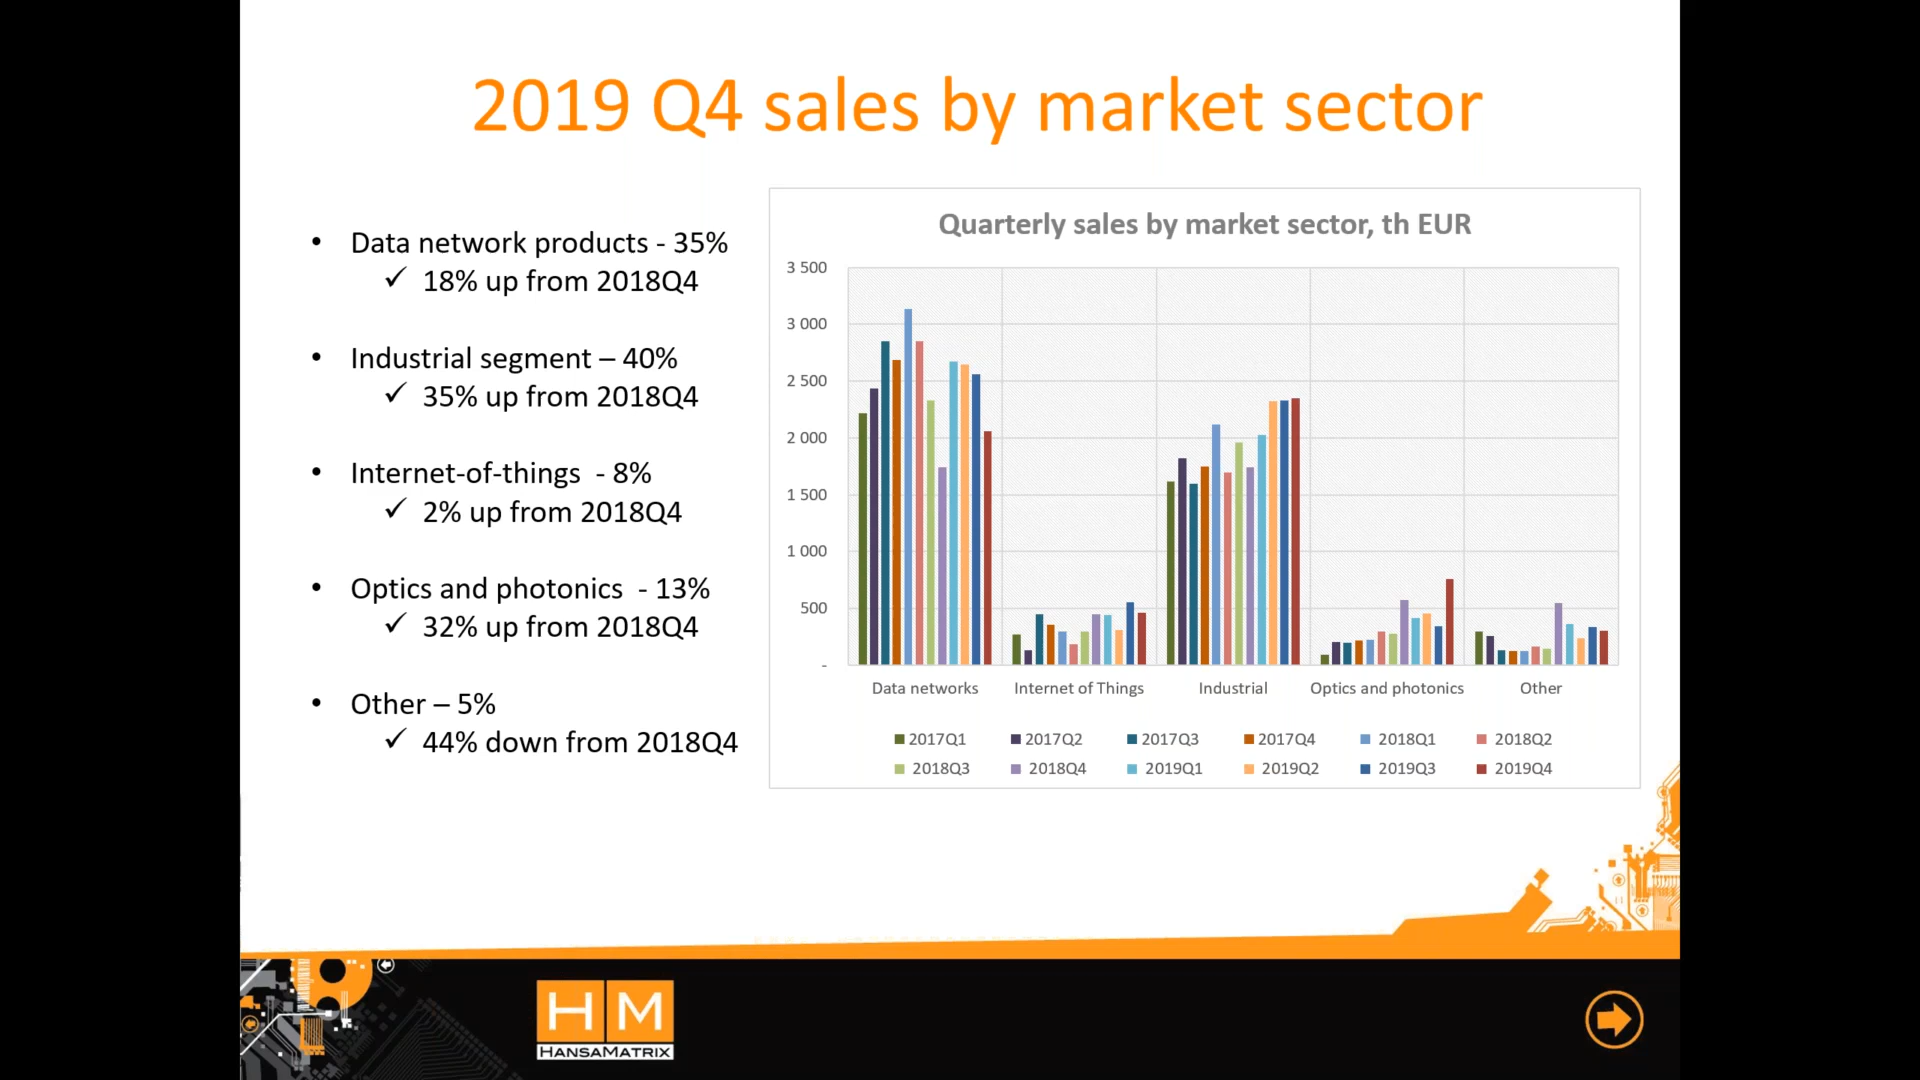 2019 Q4 sales by market sector
• Data network products - 35%
✓ 18% up from 2018Q4
• Industrial segment – 40%
✓ 35% up from 2018Q4
• Internet-of-things - 8%
✓ 2% up from 2018Q4
• Optics and photonics - 13%
✓ 32% up from 2018Q4
• Other – 5%
✓ 44% down from 2018Q4
Quarterly sales by market sector, th EUR
3 500
3 000
2 500
2 000
1 500
1 000
500
-
Data networks Internet of Things Industrial Optics and photonics Other
2017Q1 2017Q2 2017Q3 2017Q4 2018Q1 2018Q2
2018Q3 2018Q4 2019Q1 2019Q2 2019Q3 2019Q4
HM
HANSAMATRIX